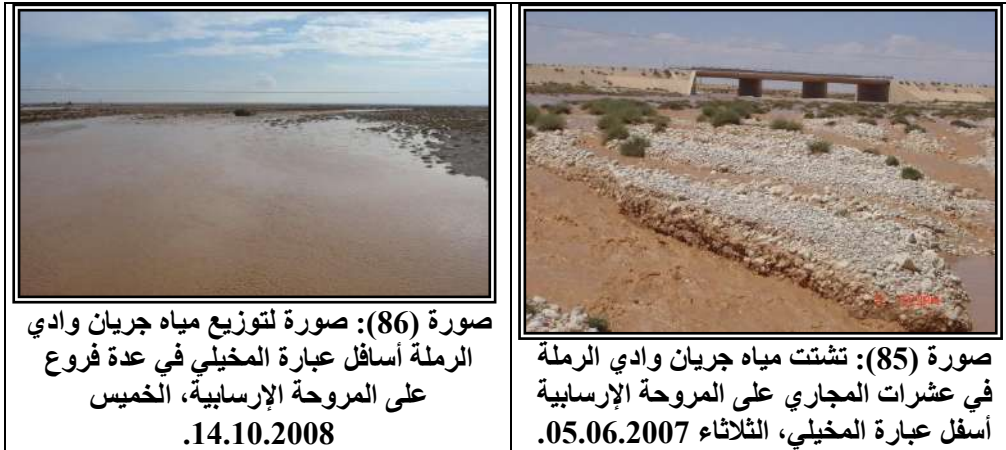 صورة (85): تشتت مياه جريان وادي الرملة
في عشرات المجاري على المروحة الإرسابية
أسفل عبارة المخيلي، الثلاثاء 05.06.2007.
صورة (86): صورة لتوزيع مياه جريان وادي
الرملة أسافل عبارة المخيلي في عدة فروع
على المروحة الإرسابية، الخميس
14.10.2008.